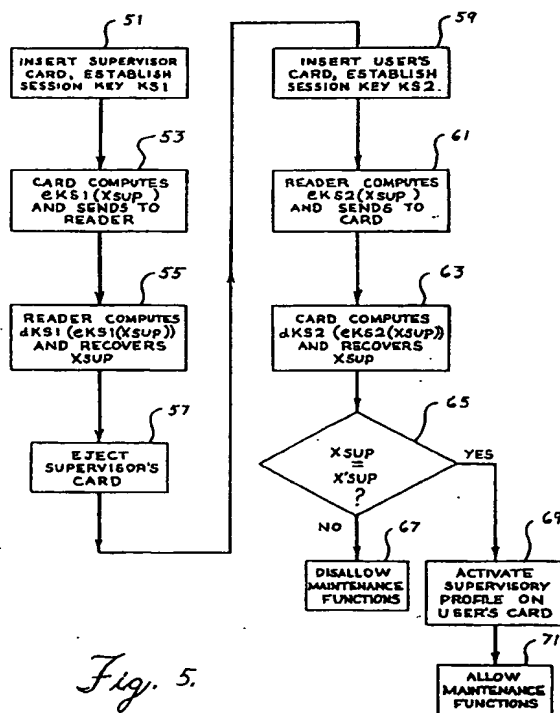 51
INSERT SUPERVISOR
CARD, ESTABLISH
SESSION KEY KS1
53
CARD COMPUTES
eKS1(XSUP)
AND SENDS TO
READER
55
READER COMPUTES
dKS1(eKS1(XSUP))
AND RECOVERS
XSUP
57
EJECT
SUPERVISOR'S
CARD
59
INSERT USER'S
CARD, ESTABLISH
SESSION KEY KS2.
61
READER COMPUTES
eKS2(XSUP)
AND SENDS TO
CARD
63
CARD COMPUTES
dKS2(eKS2(XSUP))
AND RECOVERS
XSUP
65
XSUP
=
X'SUP
?
YES
NO
67
DISALLOW
MAINTENANCE
FUNCTIONS
69
ACTIVATE
SUPERVISORY
PROFILE ON
USER'S CARD
71
ALLOW
MAINTENANCE
FUNCTIONS
Fig. 5.